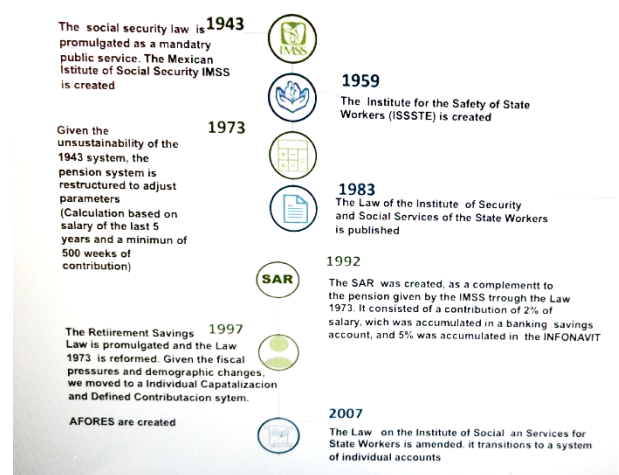 1943
The social security law is
promulgated as a mandatry
public service. The Mexican
Istitute of Social Security IMSS
is created
IMSS
1959
The Institute for the Safety of State
Workers (ISSSTE) is created
1973
Given the
unsustainability of the
1943 system, the
pension system is
restructured to adjust
parameters
(Calculation based on
salary of the last 5
years and a minimun of
500 weeks of
contribution)
1983
The Law of the Institute of Security
and Social Services of the State Workers
is published
1992
SAR
The SAR was created, as a complementt to
the pension given by the IMSS trrough the Law
1973. It consisted of a contribution of 2% of
salary, wich was accumulated in a banking savings
account, and 5% was accumulated in the INFONAVIT
1997
The Retiirement Savings
Law is promulgated and the Law
1973 is reformed. Given the fiscal
pressures and demographic changes,
we moved to a Individual Capatalizacion
and Defined Contributacion sytem.
AFORES are created
2007
The Law on the Institute of Social an Services for
State Workers is amended. it transitions to a system
of individual accounts